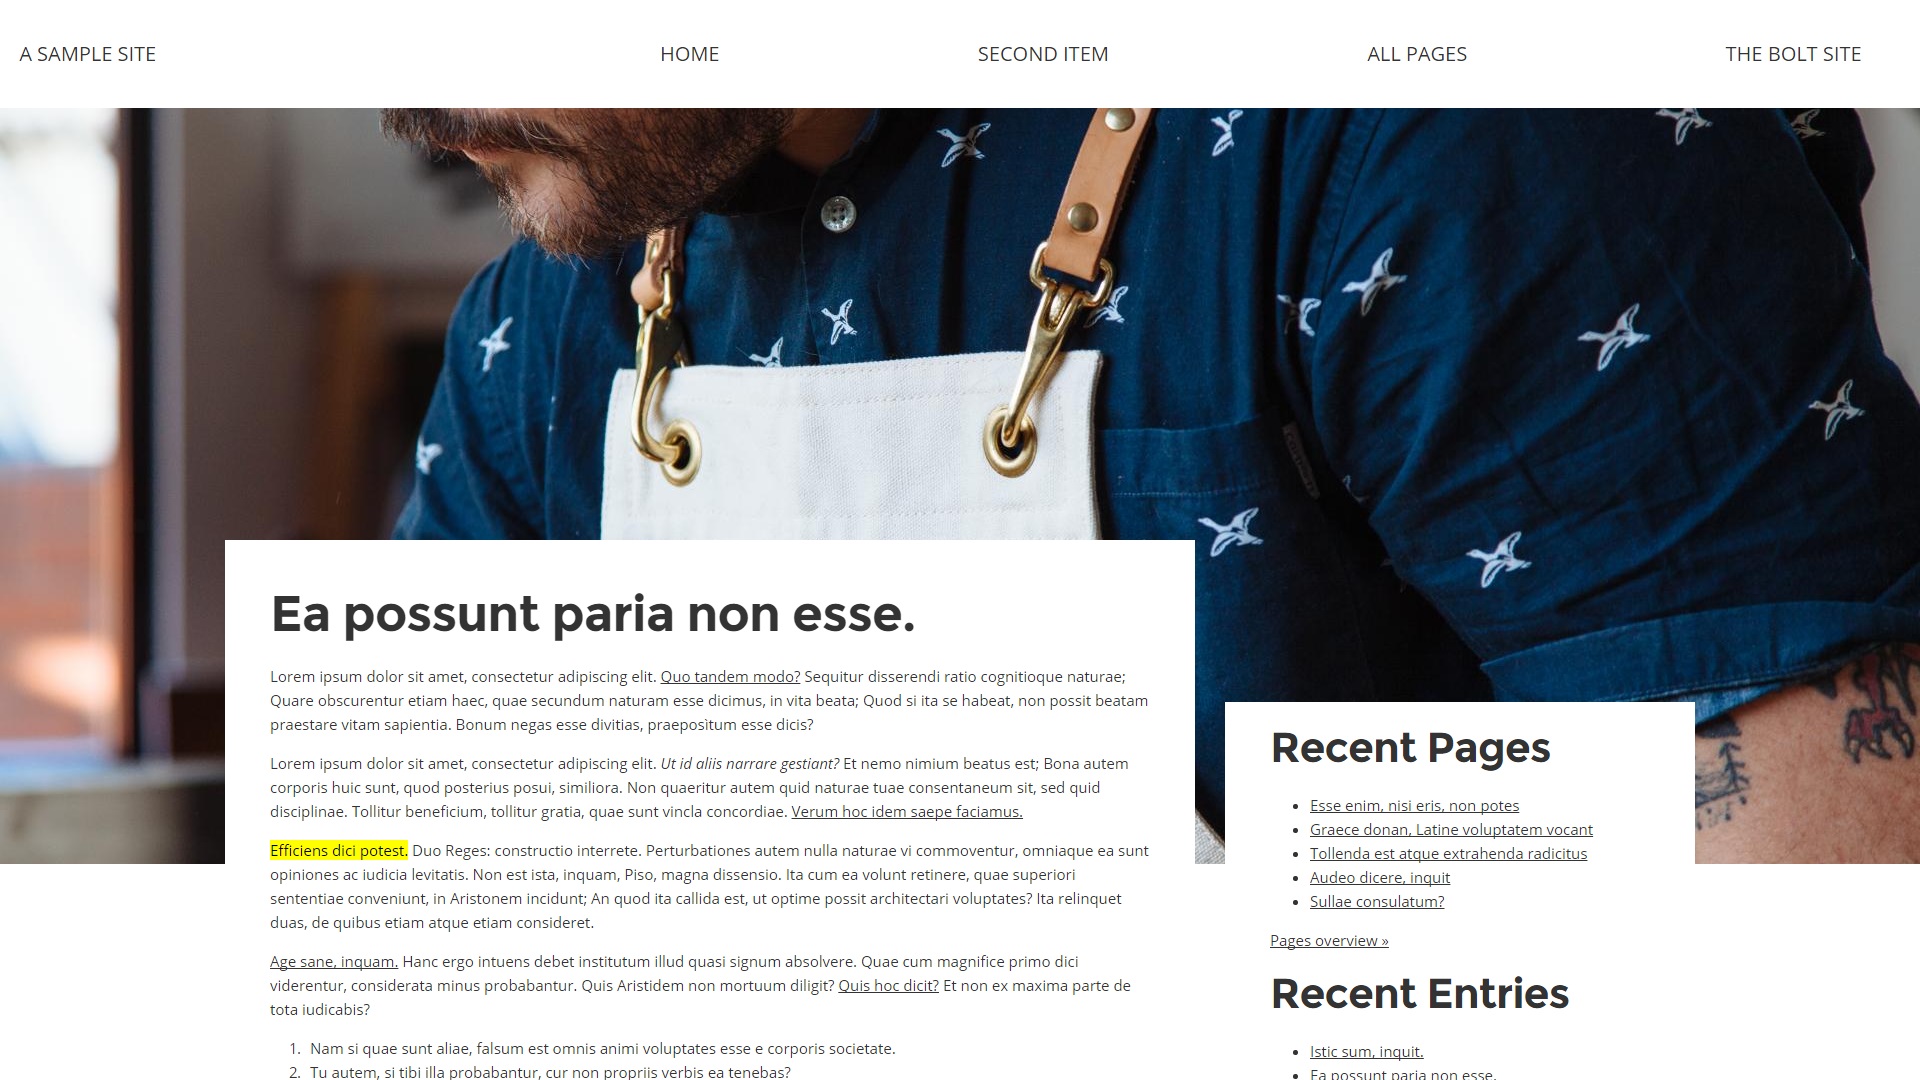 A SAMPLE SITE
HOME
SECOND ITEM
ALL PAGES
THE BOLT SITE
Ea possunt paria non esse.
Lorem ipsum dolor sit amet, consectetur adipiscing elit. Quo tandem modo? Sequitur disserendi ratio cognitioque naturae;
Quare obscurentur etiam haec, quae secundum naturam esse dicimus, in vita beata; Quod si ita se habeat, non possit beatam
praestare vitam sapientia. Bonum negas esse divitias, praeposìtum esse dicis?
Lorem ipsum dolor sit amet, consectetur adipiscing elit. Ut id aliis narrare gestiant? Et nemo nimium beatus est; Bona autem
corporis huic sunt, quod posterius posui, similiora. Non quaeritur autem quid naturae tuae consentaneum sit, sed quid
disciplinae. Tollitur beneficium, tollitur gratia, quae sunt vincla concordiae. Verum hoc idem saepe faciamus.
Efficiens dici potest. Duo Reges: constructio interrete. Perturbationes autem nulla naturae vi commoventur, omniaque ea sunt
opiniones ac iudicia levitatis. Non est ista, inquam, Piso, magna dissensio. Ita cum ea volunt retinere, quae superiori
sententiae conveniunt, in Aristonem incidunt; An quod ita callida est, ut optime possit architectari voluptates? Ita relinquet
duas, de quibus etiam atque etiam consideret.
Age sane, inquam. Hanc ergo intuens debet institutum illud quasi signum absolvere. Quae cum magnifice primo dici
viderentur, considerata minus probabantur. Quis Aristidem non mortuum diligit? Quis hoc dicit? Et non ex maxima parte de
tota iudicabis?
1. Nam si quae sunt aliae, falsum est omnis animi voluptates esse e corporis societate.
2. Tu autem, si tibi illa probabantur, cur non propriis verbis ea tenebas?
Recent Pages
• Esse enim, nisi eris, non potes
• Graece donan, Latine voluptatem vocant
• Tollenda est atque extrahenda radicitus
• Audeo dicere, inquit
• Sullae consulatum?
Pages overview »
Recent Entries
• Istic sum, inquit.
• Ea possunt paria non esse.